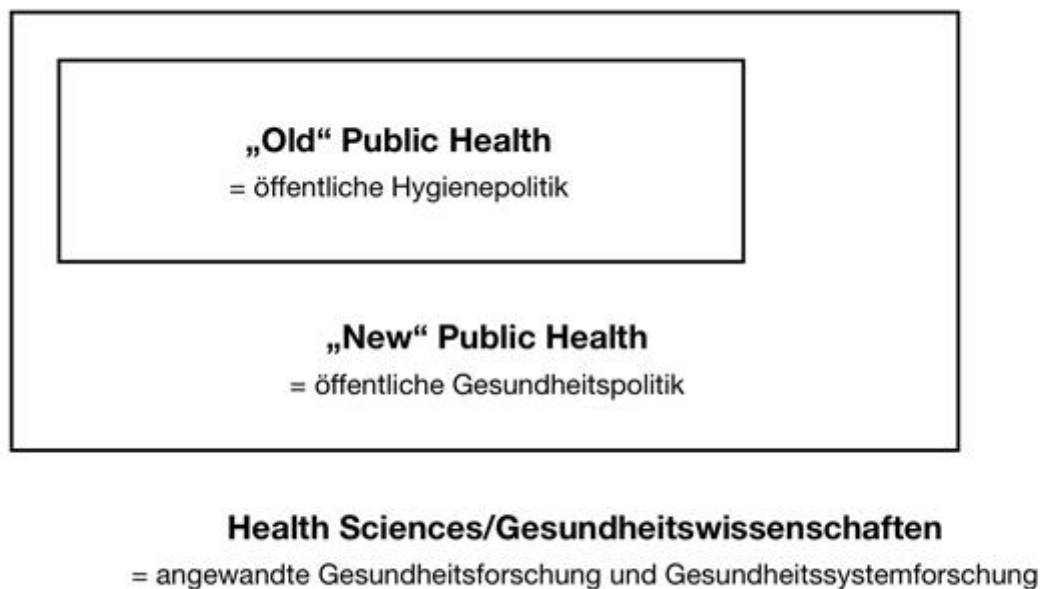 „Old“ Public Health
= öffentliche Hygienepolitik
„New“ Public Health
= öffentliche Gesundheitspolitik
Health Sciences/Gesundheitswissenschaften
= angewandte Gesundheitsforschung und Gesundheitssystemforschung